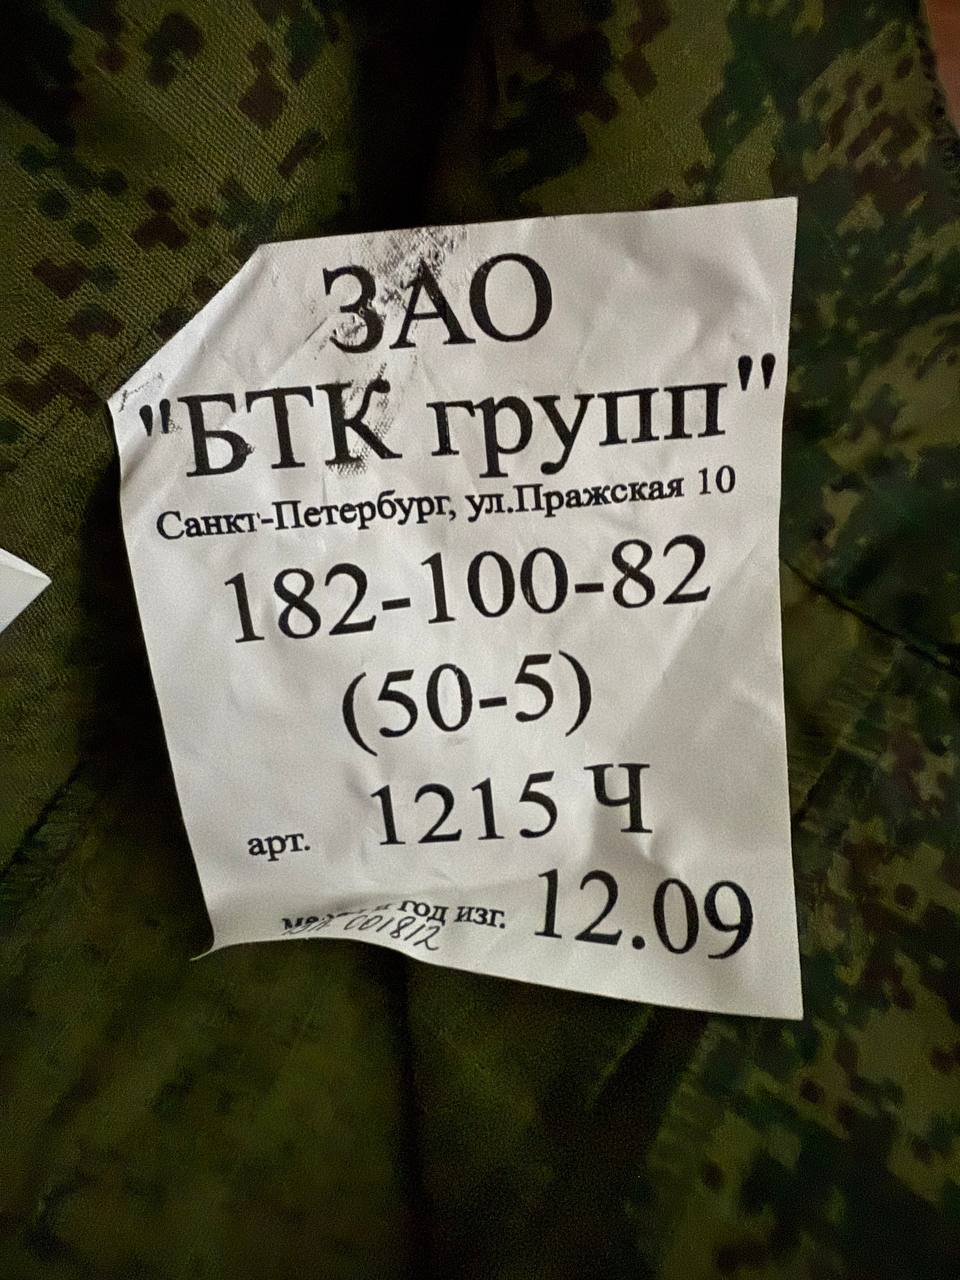 ЗАО
"БТК групп"
Санкт-Петербург, ул.Пражская 10
182-100-82
(50-5)
арт. 1215 Ч
год изг. 12.09
001812